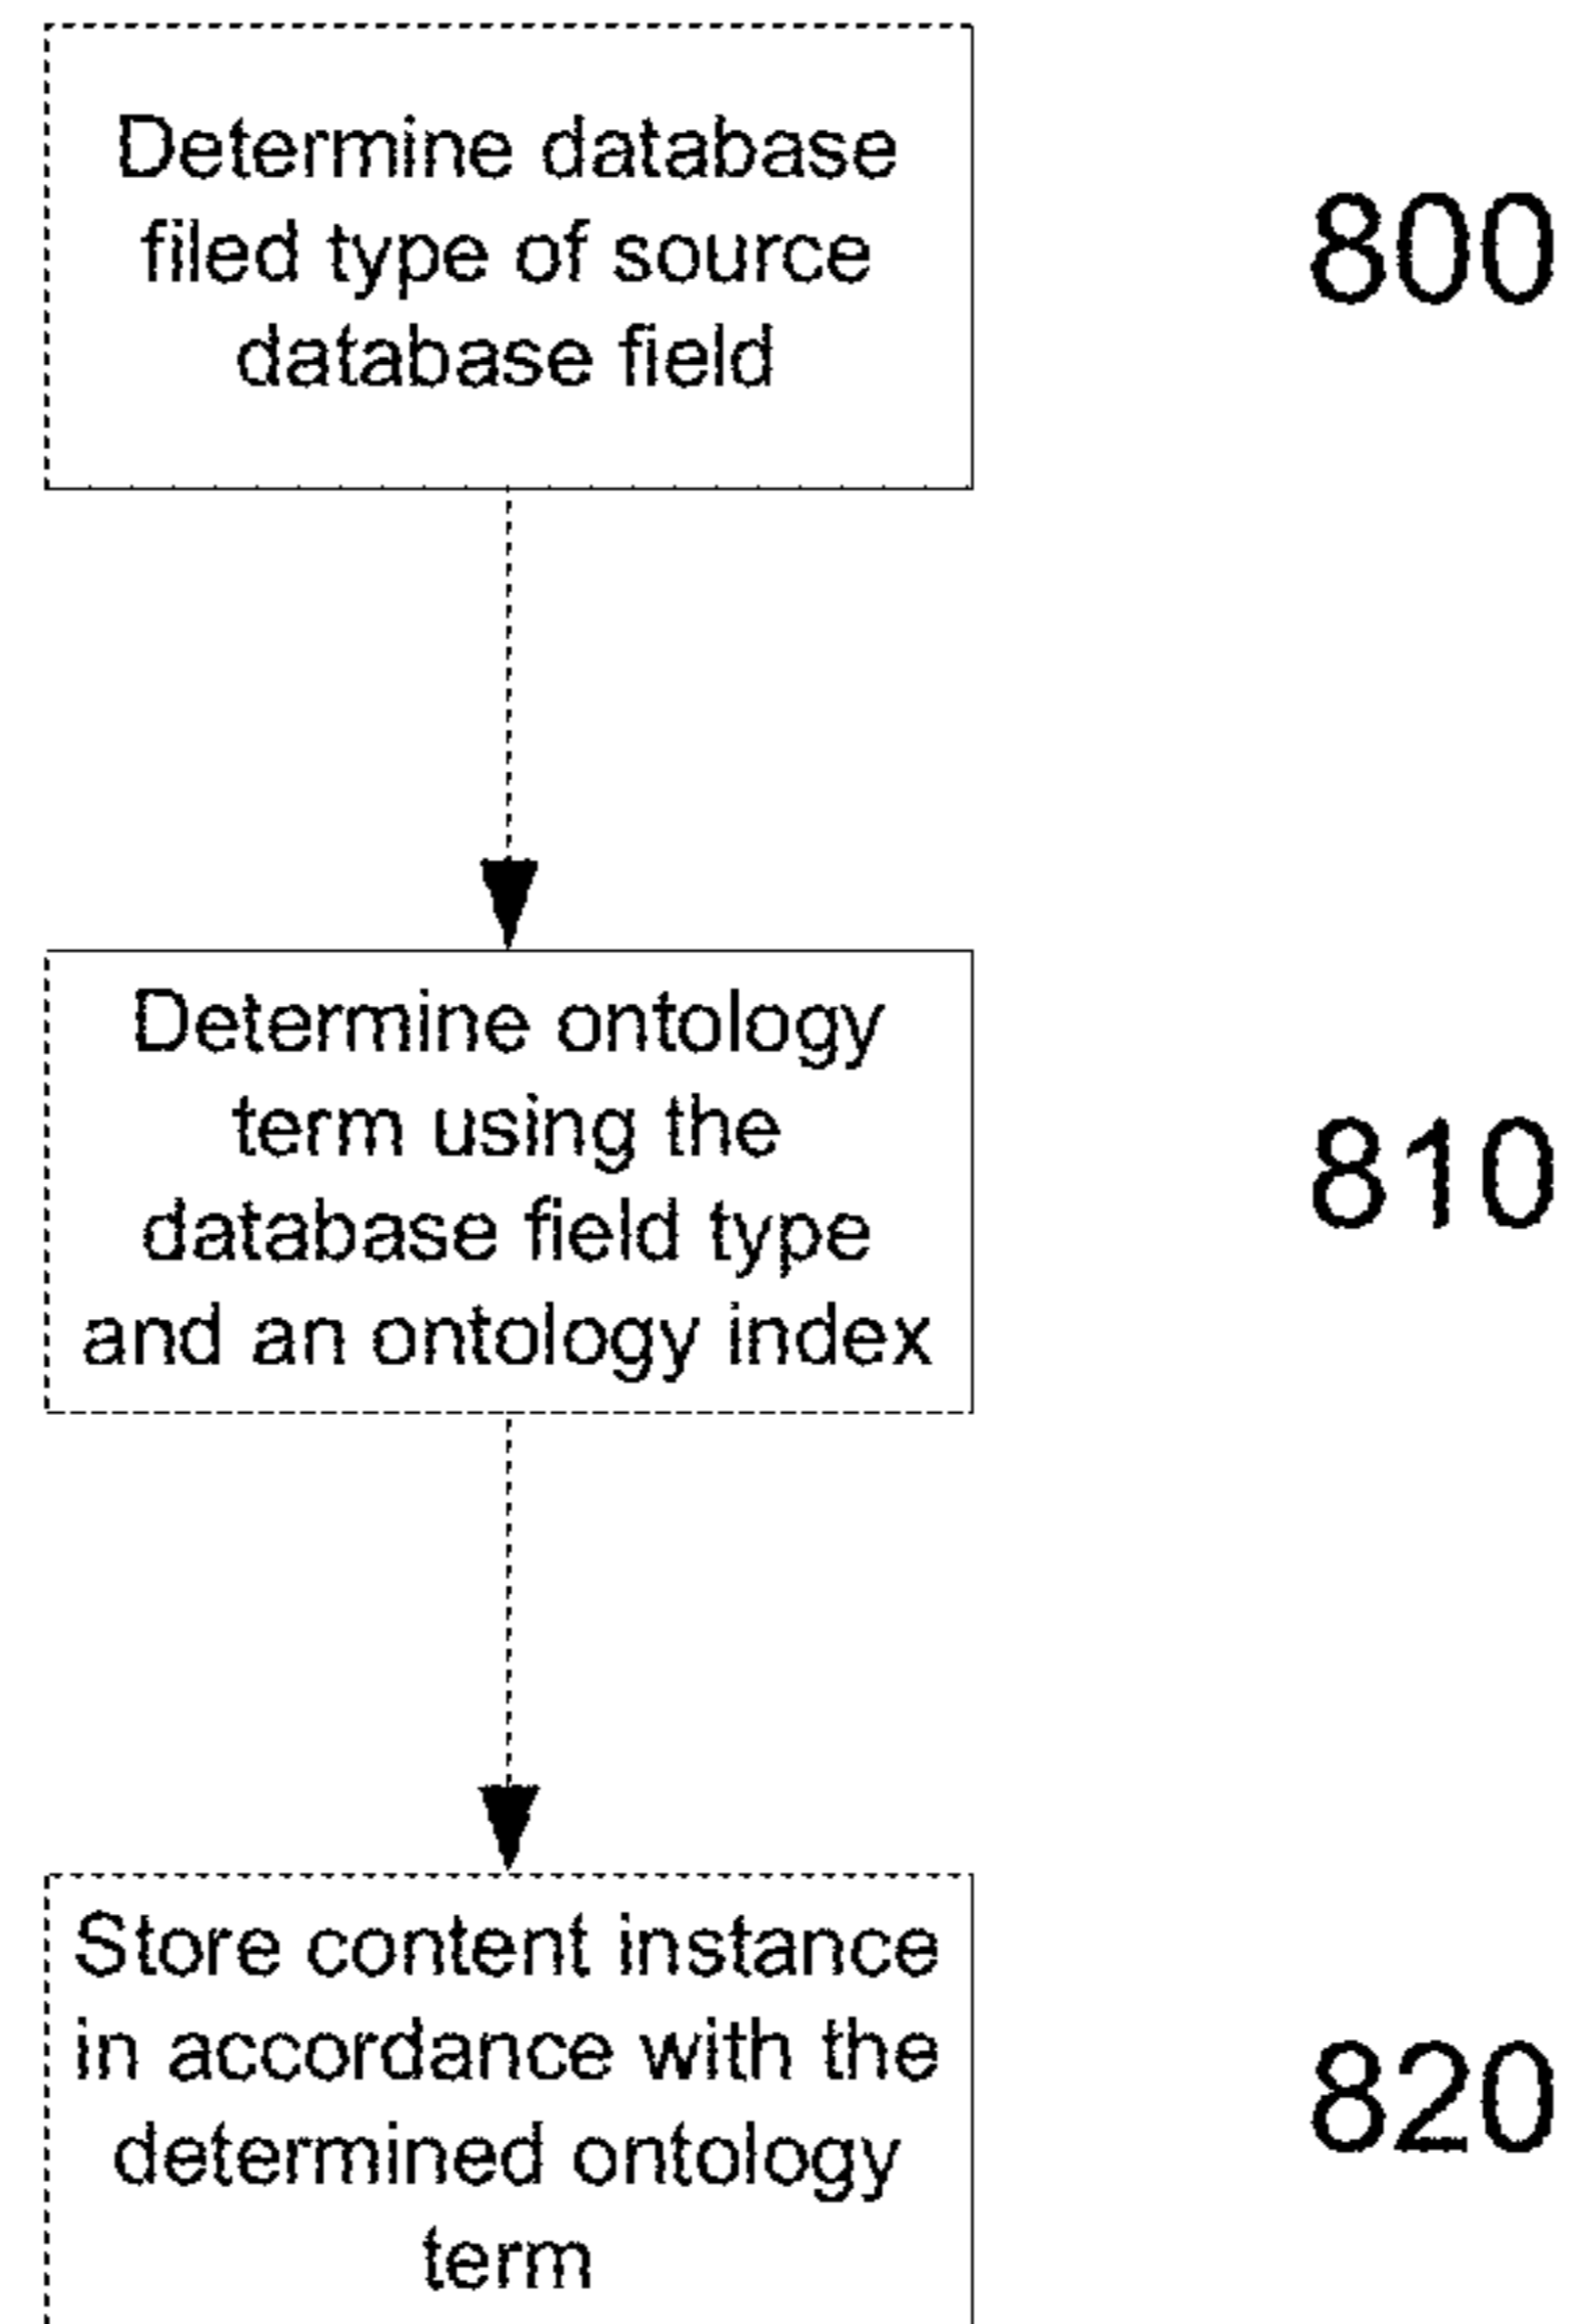 Determine database
filed type of source
database field
800
Determine ontology
term using the
database field type
and an ontology index
810
Store content instance
in accordance with the
determined ontology
term
820